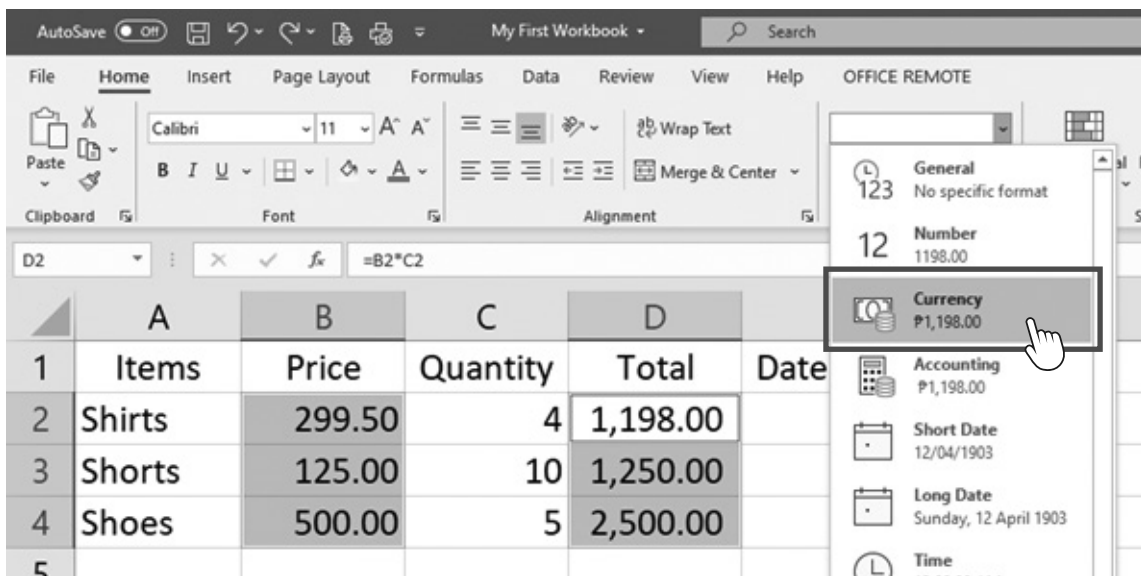 AutoSave Off My First Workbook Search
File Home Insert Page Layout Formulas Data Review View Help OFFICE REMOTE
Paste
Calibri 11 A A
ab Wrap Text
B I U A
Merge & Center
Clipboard Font Alignment
D2 fx =B2*C2
A B C D
1 Items Price Quantity Total Date
2 Shirts 299.50 4 1,198.00
3 Shorts 125.00 10 1,250.00
4 Shoes 500.00 5 2,500.00
5
123 General
No specific format
12 Number
1198.00
Currency
₱1,198.00
Accounting
₱1,198.00
Short Date
12/04/1903
Long Date
Sunday, 12 April 1903
Time